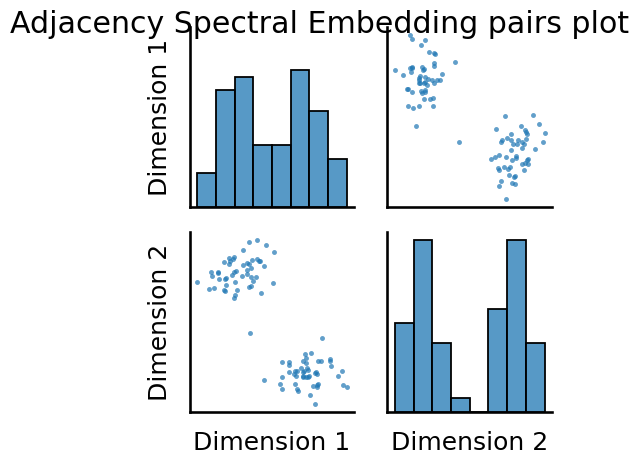 Adjacency Spectral Embedding pairs plot
Dimension 1
Dimension 2
Dimension 1
Dimension 2